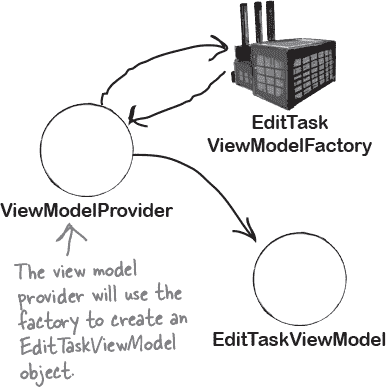 EditTask
ViewModelFactory
ViewModelProvider
The view model
provider will use the
factory to create an
EditTaskViewModel
object.
EditTaskViewModel